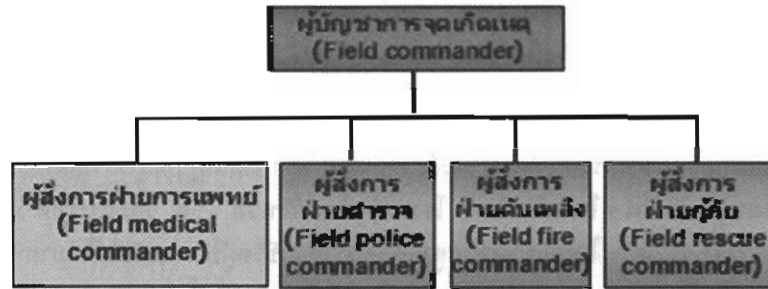 ผู้บัญชาการจุดเกิดเหตุ
(Field commander)
ผู้สั่งการฝ่ายการแพทย์
(Field medical
commander)
ผู้สั่งการ
ฝ่ายตำรวจ
(Field police
commander)
ผู้สั่งการ
ฝ่ายดับเพลิง
(Field fire
commander)
ผู้สั่งการ
ฝ่ายกู้ภัย
(Field rescue
commander)